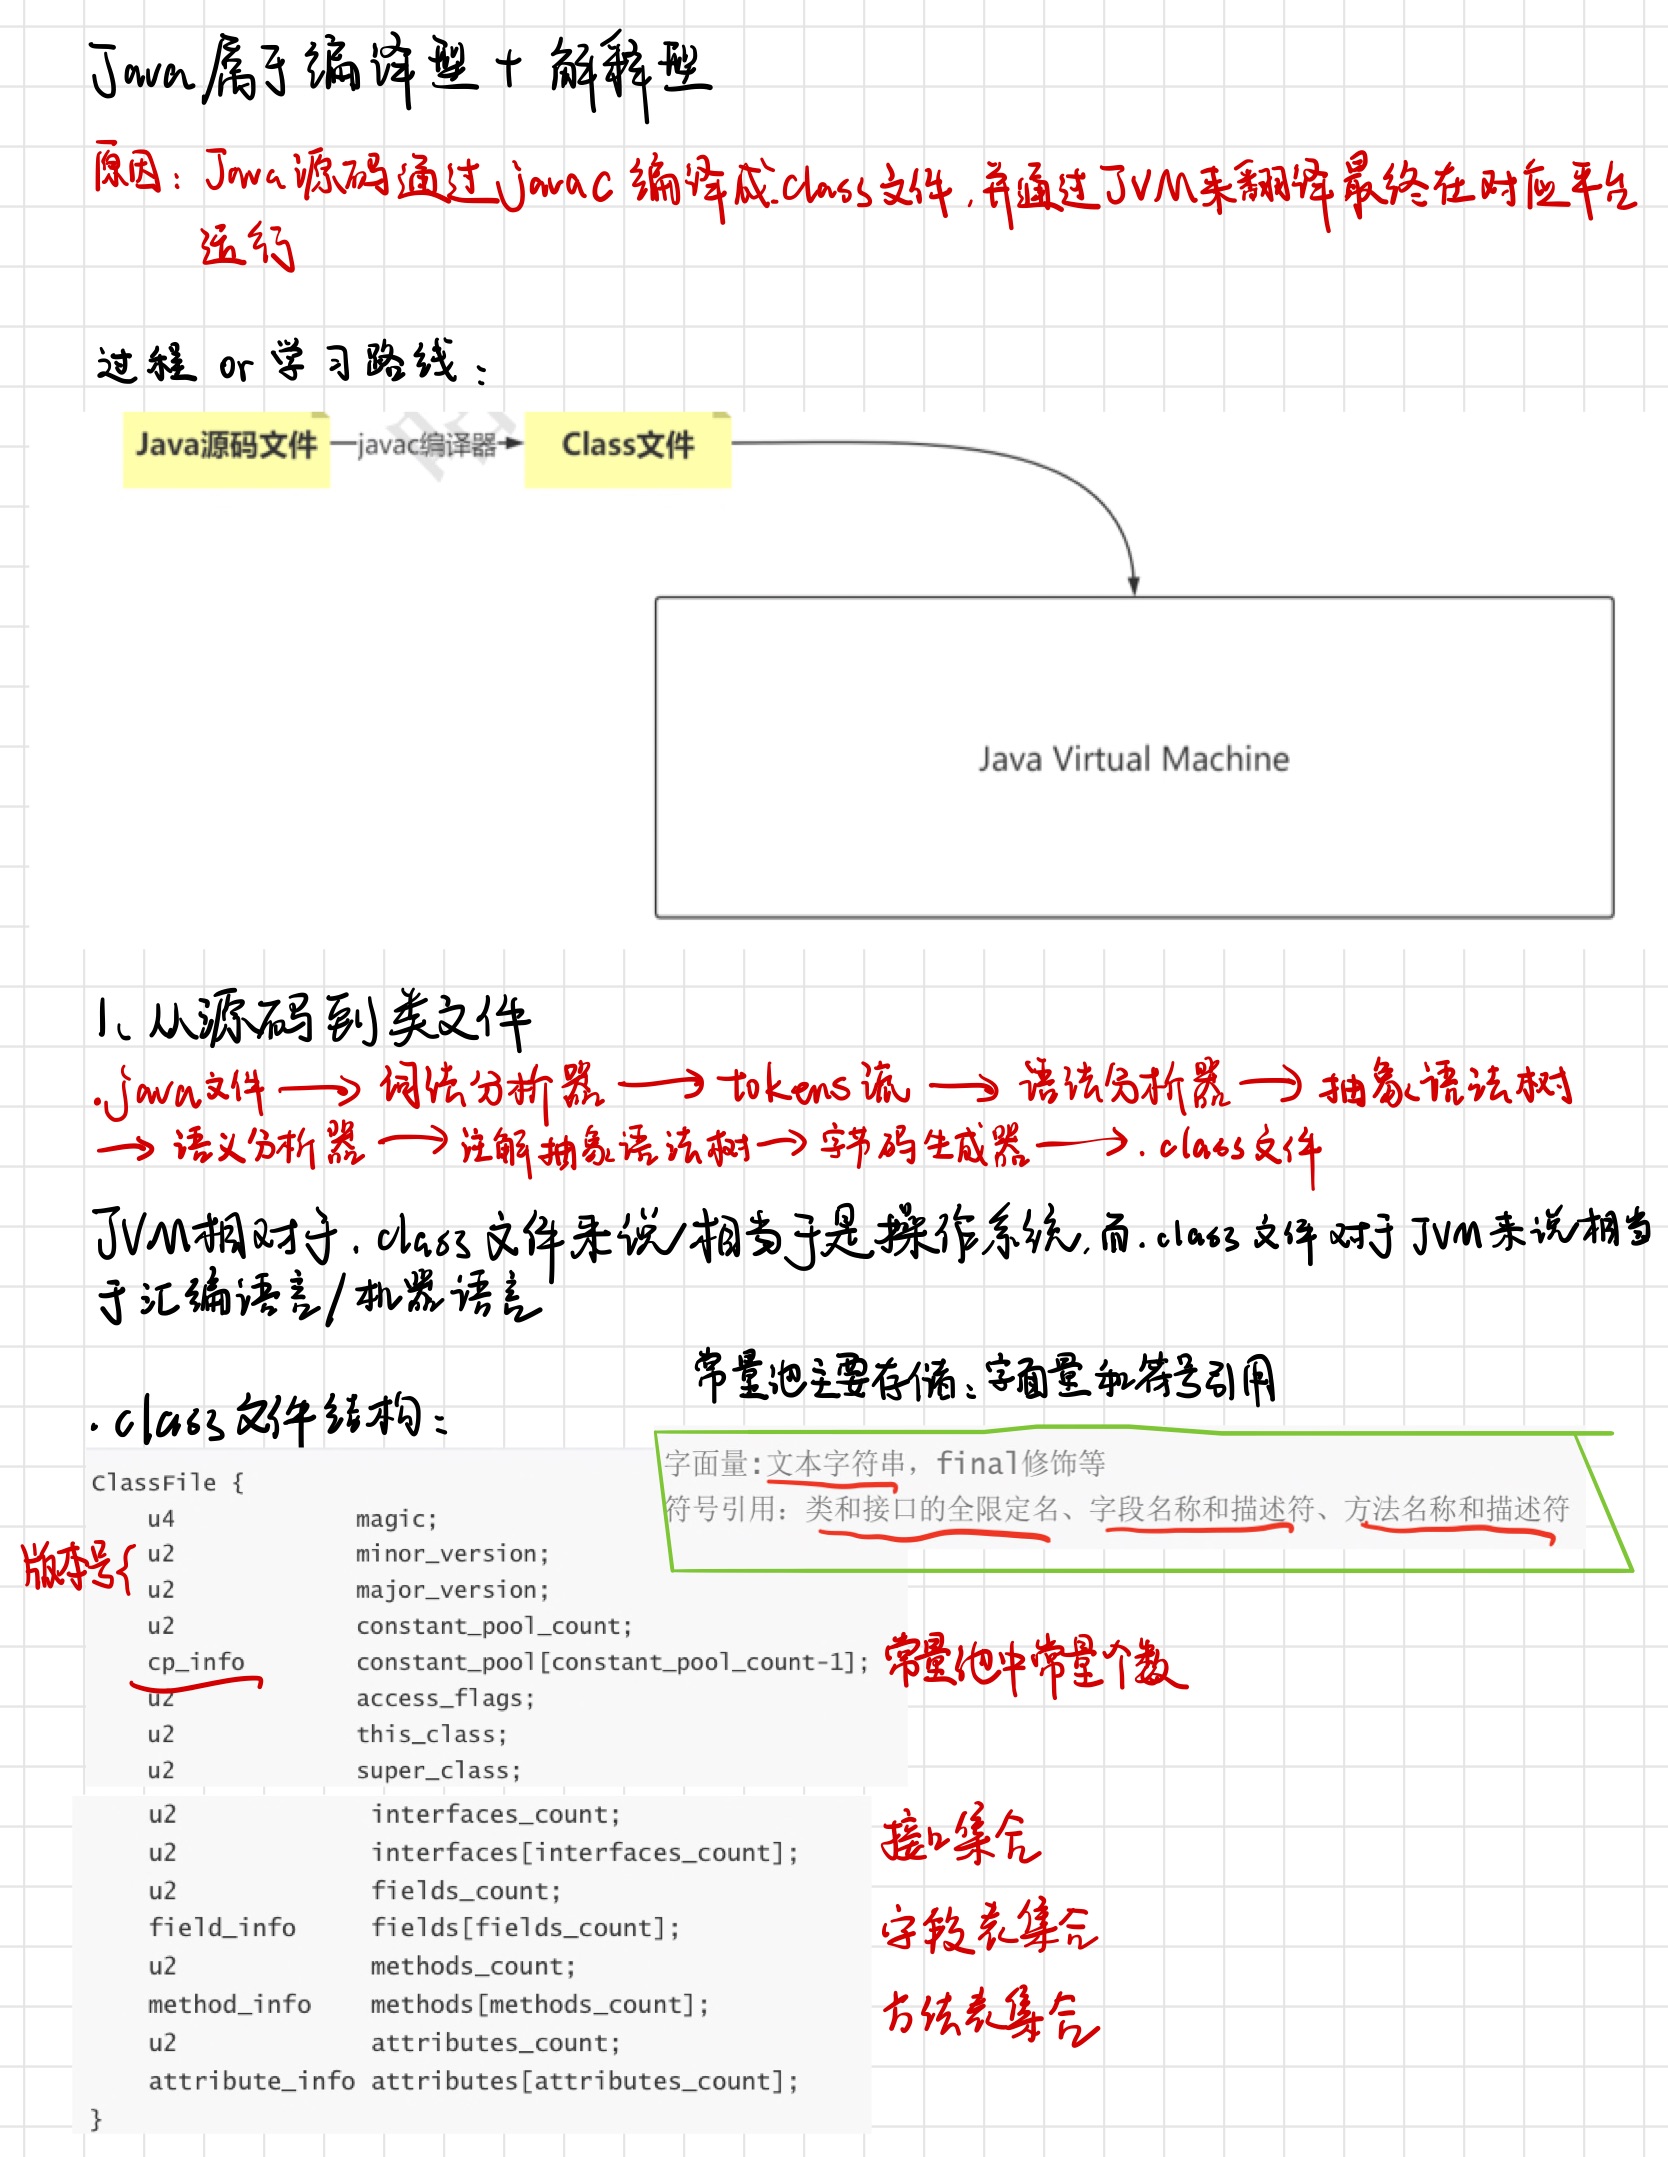 Java属于编译型 + 解释型
原因: Java源码通过javac编译成.class文件,并通过JVM来翻译最终在对应平台
运行
过程 or 学习路线:
Java源码文件 javac编译器 Class文件
Java Virtual Machine
1、从源码到类文件
.java文件 → 词法分析器 → tokens流 → 语法分析器 → 抽象语法树
→ 语义分析器 → 注解抽象语法树 → 字节码生成器 → .class文件
JVM相对于.class文件来说相当于是操作系统,而.class文件对于JVM来说相当
于汇编语言/机器语言
常量池主要存储:字面量和符号引用
.class文件结构:
字面量:文本字符串，final修饰等
符号引用：类和接口的全限定名、字段名称和描述符、方法名称和描述符
ClassFile {
u4 magic;
版本号{ u2 minor_version;
u2 major_version;
u2 constant_pool_count;
cp_info constant_pool[constant_pool_count-1]; 常量池中常量个数
u2 access_flags;
u2 this_class;
u2 super_class;
u2 interfaces_count;
u2 interfaces[interfaces_count]; 接口集合
u2 fields_count;
field_info fields[fields_count]; 字段表集合
u2 methods_count;
method_info methods[methods_count]; 方法表集合
u2 attributes_count;
attribute_info attributes[attributes_count];
}